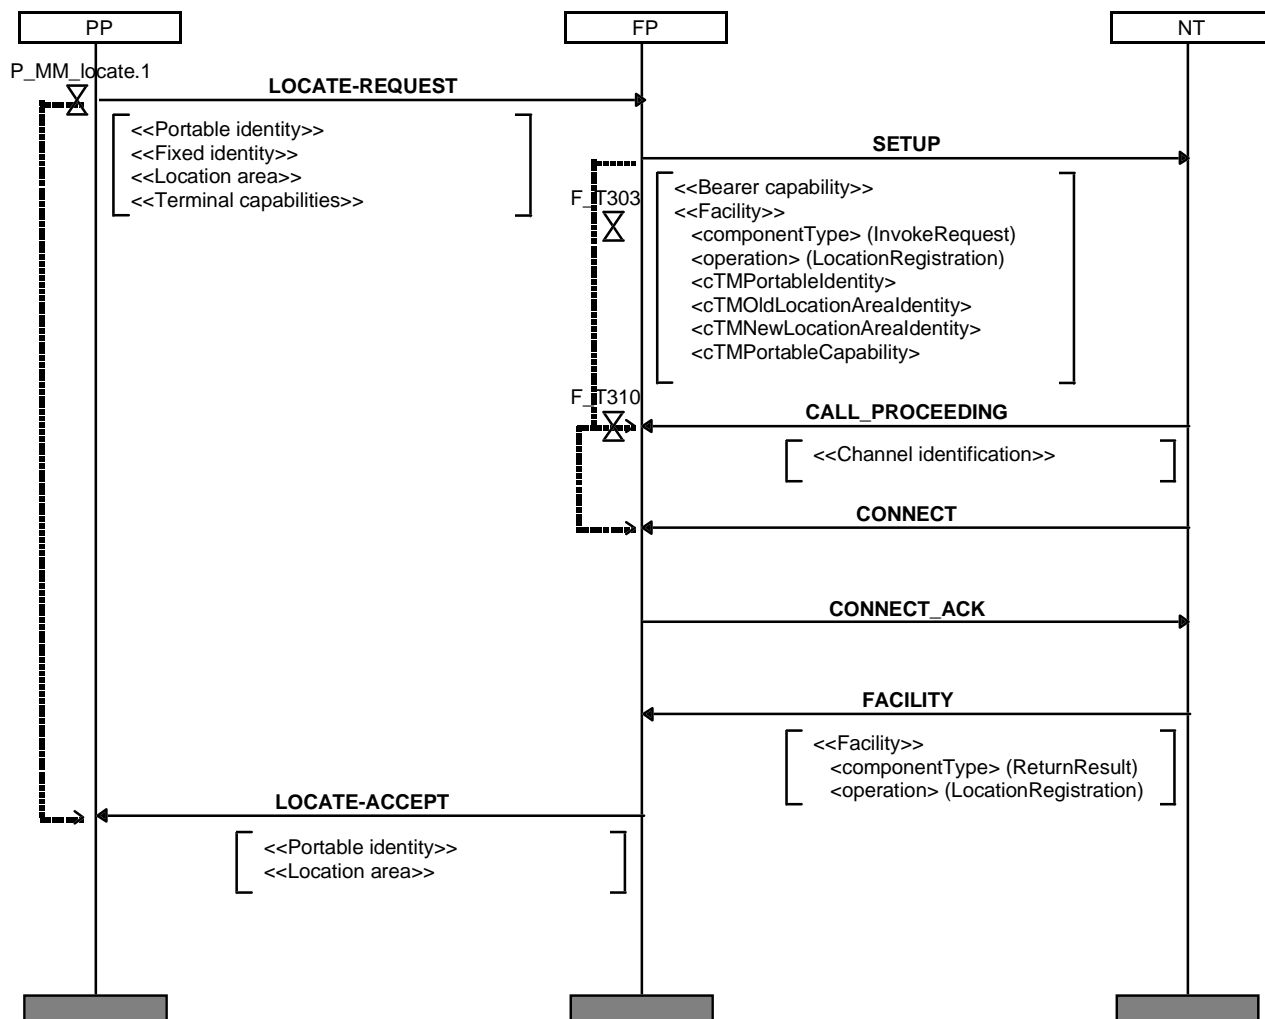 PP
FP
NT
P_MM_locate.1
LOCATE-REQUEST
<<Portable identity>>
<<Fixed identity>>
<<Location area>>
<<Terminal capabilities>>
SETUP
F_T303
<<Bearer capability>>
<<Facility>>
<componentType> (InvokeRequest)
<operation> (LocationRegistration)
<cTMPortableIdentity>
<cTMOldLocationAreaIdentity>
<cTMNewLocationAreaIdentity>
<cTMPortableCapability>
F_T310
CALL_PROCEEDING
<<Channel identification>>
CONNECT
CONNECT_ACK
FACILITY
<<Facility>>
<componentType> (ReturnResult)
<operation> (LocationRegistration)
LOCATE-ACCEPT
<<Portable identity>>
<<Location area>>